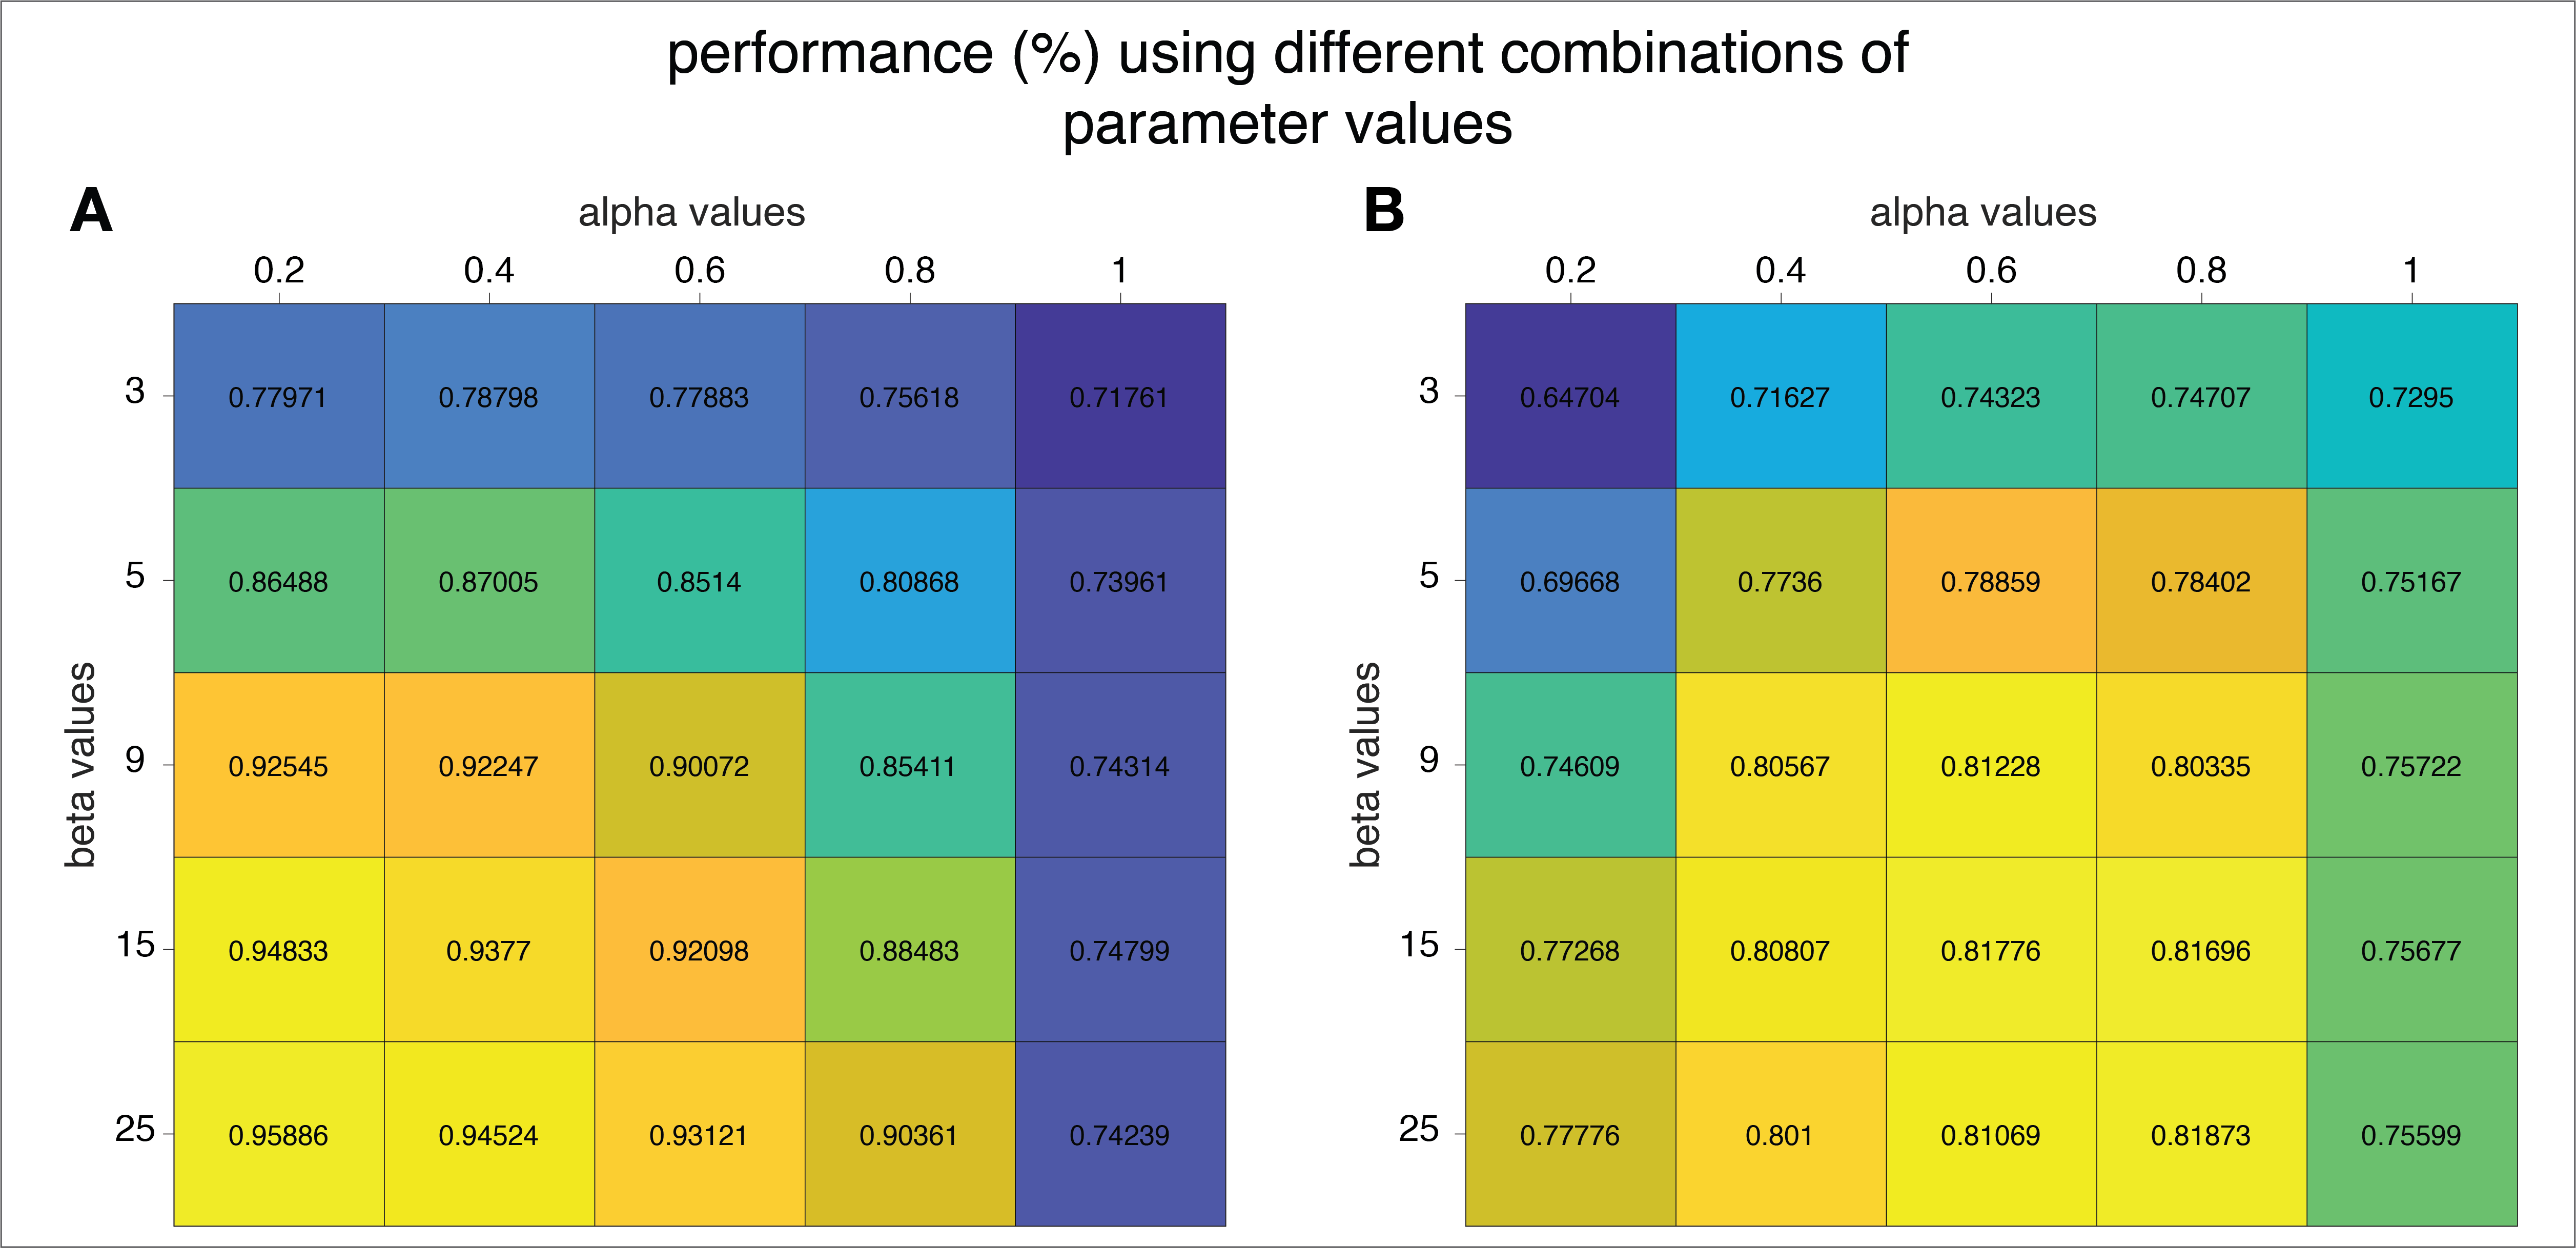 performance (%) using different combinations of
parameter values
A
alpha values
0.2 0.4 0.6 0.8 1
3 0.77971 0.78798 0.77883 0.75618 0.71761
5 0.86488 0.87005 0.8514 0.80868 0.73961
9 0.92545 0.92247 0.90072 0.85411 0.74314
15 0.94833 0.9377 0.92098 0.88483 0.74799
25 0.95886 0.94524 0.93121 0.90361 0.74239
beta values
B
alpha values
0.2 0.4 0.6 0.8 1
3 0.64704 0.71627 0.74323 0.74707 0.7295
5 0.69668 0.7736 0.78859 0.78402 0.75167
9 0.74609 0.80567 0.81228 0.80335 0.75722
15 0.77268 0.80807 0.81776 0.81696 0.75677
25 0.77776 0.801 0.81069 0.81873 0.75599
beta values